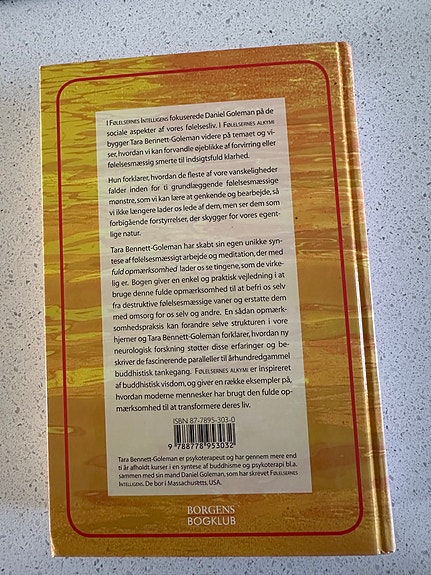 I FØLELSERNES INTELLIGENS fokuserede Daniel Goleman på de
sociale aspekter af vores følelsesliv. I FØLELSERNES ALKYMI
bygger Tara Bennett-Goleman videre på temaet og vi-
ser, hvordan vi kan forvandle øjeblikke af forvirring eller
følelsesmæssig smerte til indsigtsfuld klarhed.
Hun forklarer, hvordan de fleste af vore vanskeligheder
falder inden for ti grundlæggende følelsesmæssige
mønstre, som vi kan lære at genkende og bearbejde, så
vi ikke længere lader os lede af dem, men ser dem som
forbigående forstyrrelser, der skygger for vores egent-
lige natur.
Tara Bennett-Goleman har skabt sin egen unikke syn-
tese af følelsesmæssigt arbejde og meditation, der med
fuld opmærksomhed lader os se tingene, som de virke-
lig er. Bogen giver en enkel og praktisk vejledning i at
bruge denne fulde opmærksomhed til at befri os selv
fra destruktive følelsesmæssige vaner og erstatte dem
med omsorg for os selv og andre. En sådan opmærk-
somhedspraksis kan forandre selve strukturen i vore
hjerner og Tara Bennett-Goleman forklarer, hvordan ny
neurologisk forskning støtter disse erfaringer og be-
skriver de fascinerende paralleller til århundredgammel
buddhistisk tankegang. FØLELSERNES ALKYMI er inspireret
af buddhistisk visdom, og giver en række eksempler på,
hvordan moderne mennesker har brugt den fulde op-
mærksomhed til at transformere deres liv.
ISBN 87-7895-303-0
9 788778 953032
Tara Bennett-Goleman er psykoterapeut og har gennem mere end
ti år afholdt kurser i en syntese af buddhisme og psykoterapi bl.a.
sammen med sin mand Daniel Goleman, som har skrevet FØLELSERNES
INTELLIGENS. De bor i Massachusetts, USA.
BORGENS
BOGKLUB